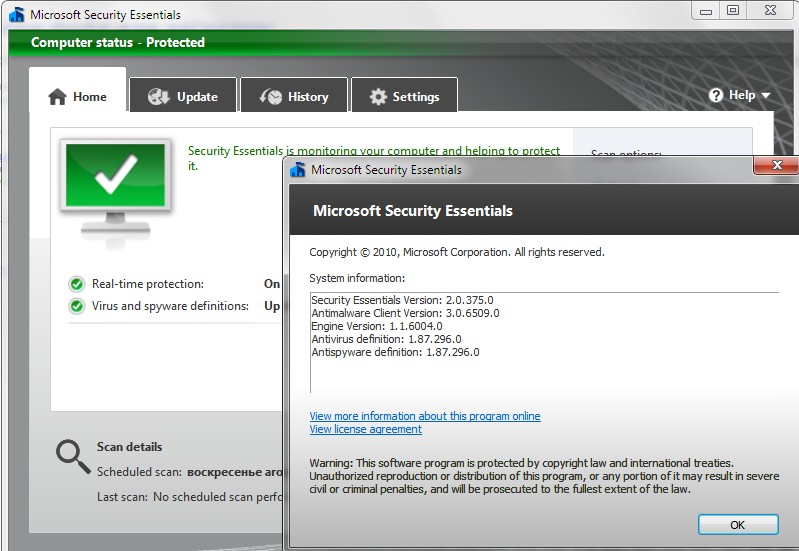 Microsoft Security Essentials
Computer status - Protected
Home
Update
History
Settings
Help
Security Essentials is monitoring your computer and helping to protect
it.
Scan options:
Real-time protection: On
Virus and spyware definitions: Up
Scan details
Scheduled scan: воскресенье
Last scan: No scheduled scan
Microsoft Security Essentials
Microsoft Security Essentials
Copyright © 2010, Microsoft Corporation. All rights reserved.
System information:
Security Essentials Version: 2.0.375.0
Antimalware Client Version: 3.0.6509.0
Engine Version: 1.1.6004.0
Antivirus definition: 1.87.296.0
Antispyware definition: 1.87.296.0
View more information about this program online
View license agreement
Warning: This software program is protected by copyright law and international treaties.
Unauthorized reproduction or distribution of this program, or any portion of it may result in severe
civil or criminal penalties, and will be prosecuted to the fullest extent of the law.
OK